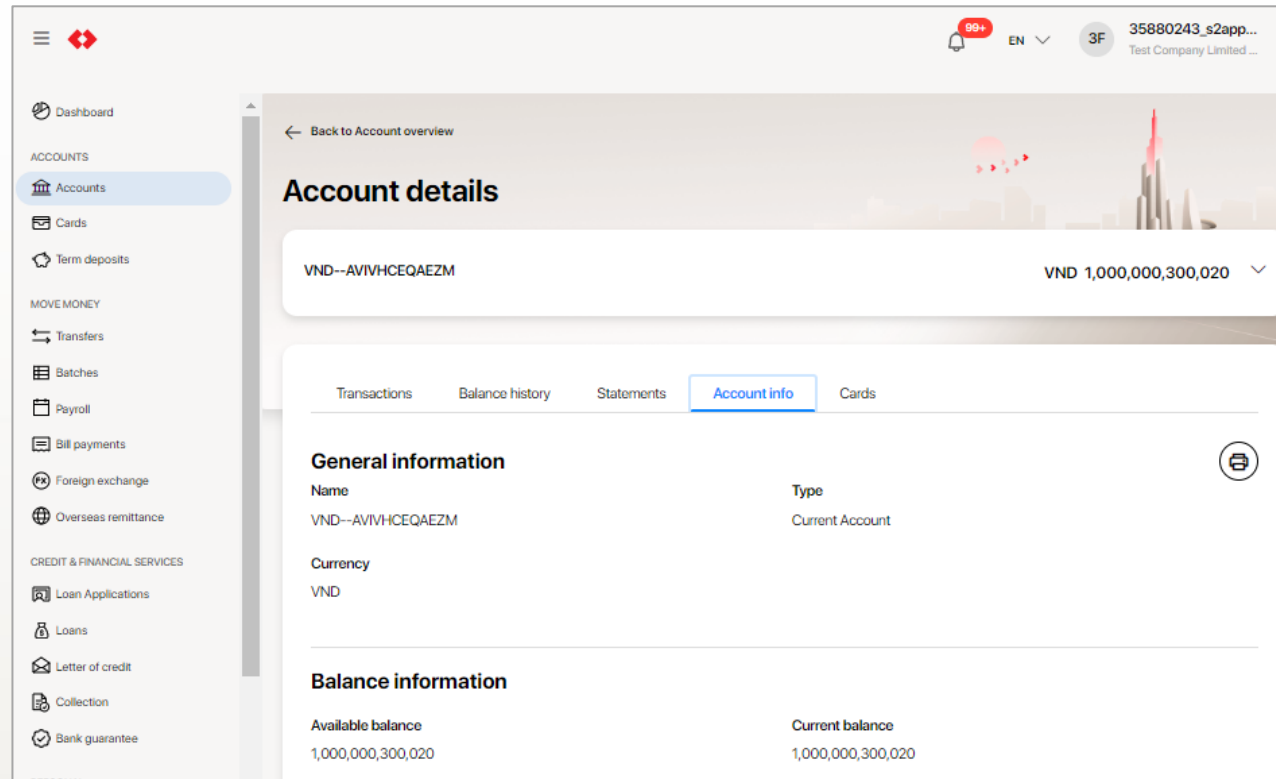 99+
EN
3F
35880243_s2app...
Test Company Limited ...
Dashboard
ACCOUNTS
Accounts
Cards
Term deposits
MOVE MONEY
Transfers
Batches
Payroll
Bill payments
FX
Foreign exchange
Overseas remittance
CREDIT & FINANCIAL SERVICES
Loan Applications
Loans
Letter of credit
Collection
Bank guarantee
Back to Account overview
Account details
VND--AVIVHCEQAEZM
VND 1,000,000,300,020
Transactions Balance history Statements Account info Cards
General information
Name Type
VND--AVIVHCEQAEZM Current Account
Currency
VND
Balance information
Available balance Current balance
1,000,000,300,020 1,000,000,300,020